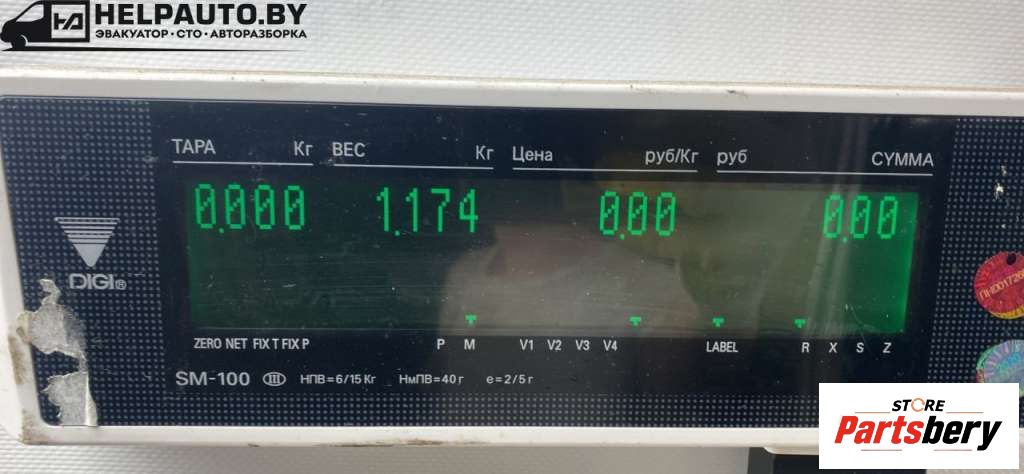 HELPAUTO.BY
ЭВАКУАТОР · СТО · АВТОРАЗБОРКА
ТАРА Кг ВЕС Кг Цена руб/Кг руб СУММА
0.000 1.174 0.00 0.00
DIGI®
ZERO NET FIX T FIX P P M V1 V2 V3 V4 LABEL R X S Z
SM-100 III НПВ=6/15 Кг НмПВ=40 г е=2/5 г
STORE
Partsbery